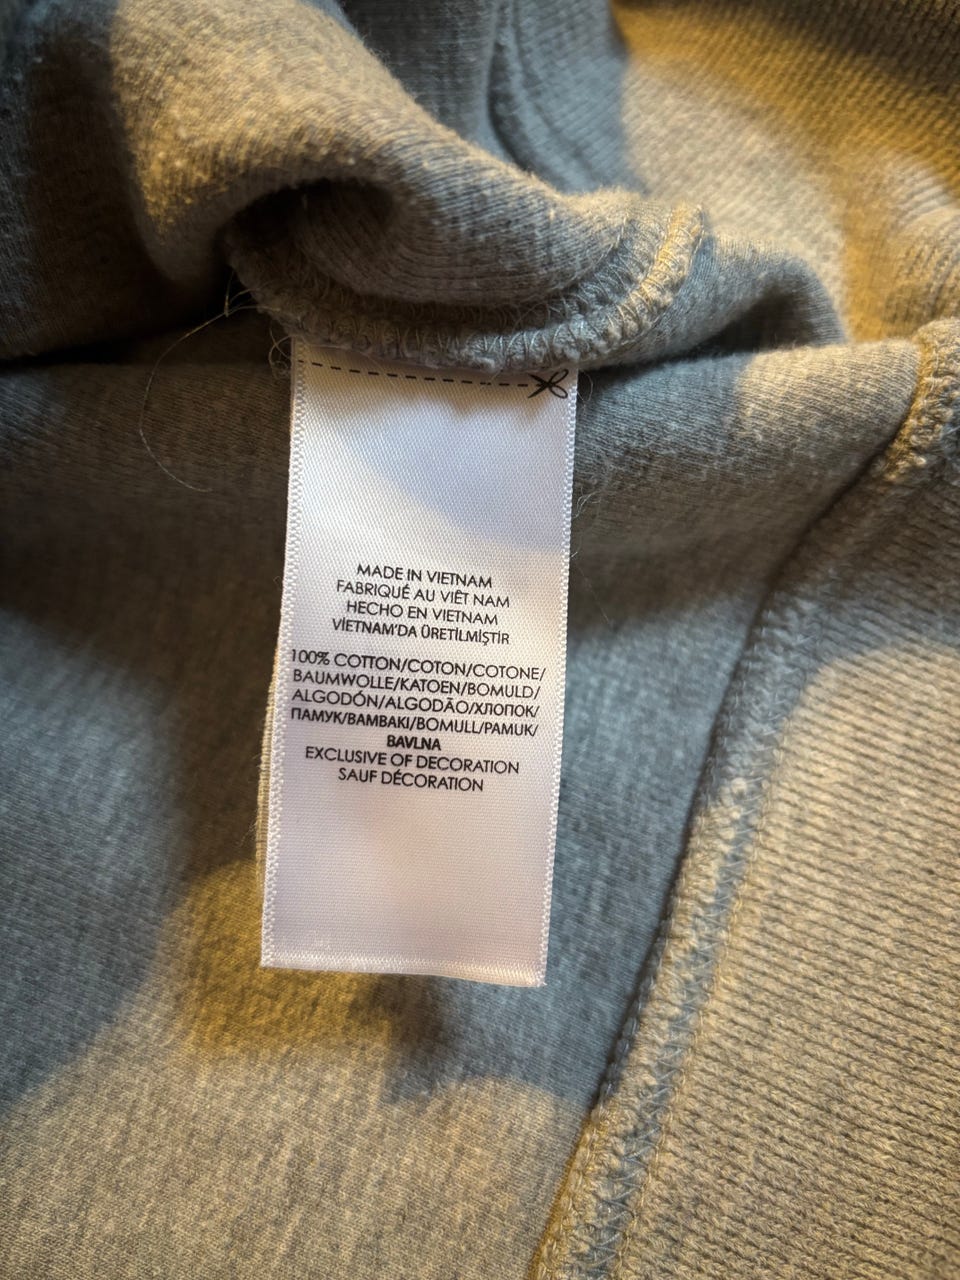 MADE IN VIETNAM
FABRIQUÉ AU VIÊT NAM
HECHO EN VIETNAM
VİETNAM'DA ÜRETİLMİŞTİR
100% COTTON/COTON/COTONE/
BAUMWOLLE/KATOEN/BOMULD/
ALGODÓN/ALGODÃO/ХЛОПОК/
ПАМУК/BAMBAKI/BOMULL/PAMUK/
BAVLNA
EXCLUSIVE OF DECORATION
SAUF DÉCORATION